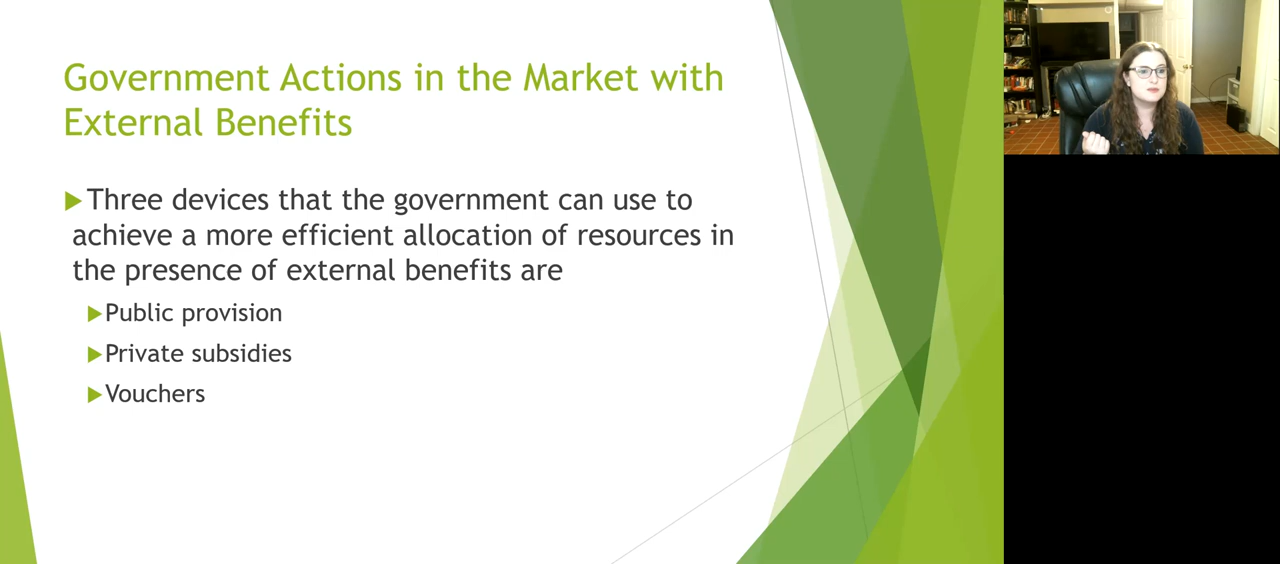 Government Actions in the Market with
External Benefits
Three devices that the government can use to
achieve a more efficient allocation of resources in
the presence of external benefits are
Public provision
Private subsidies
Vouchers